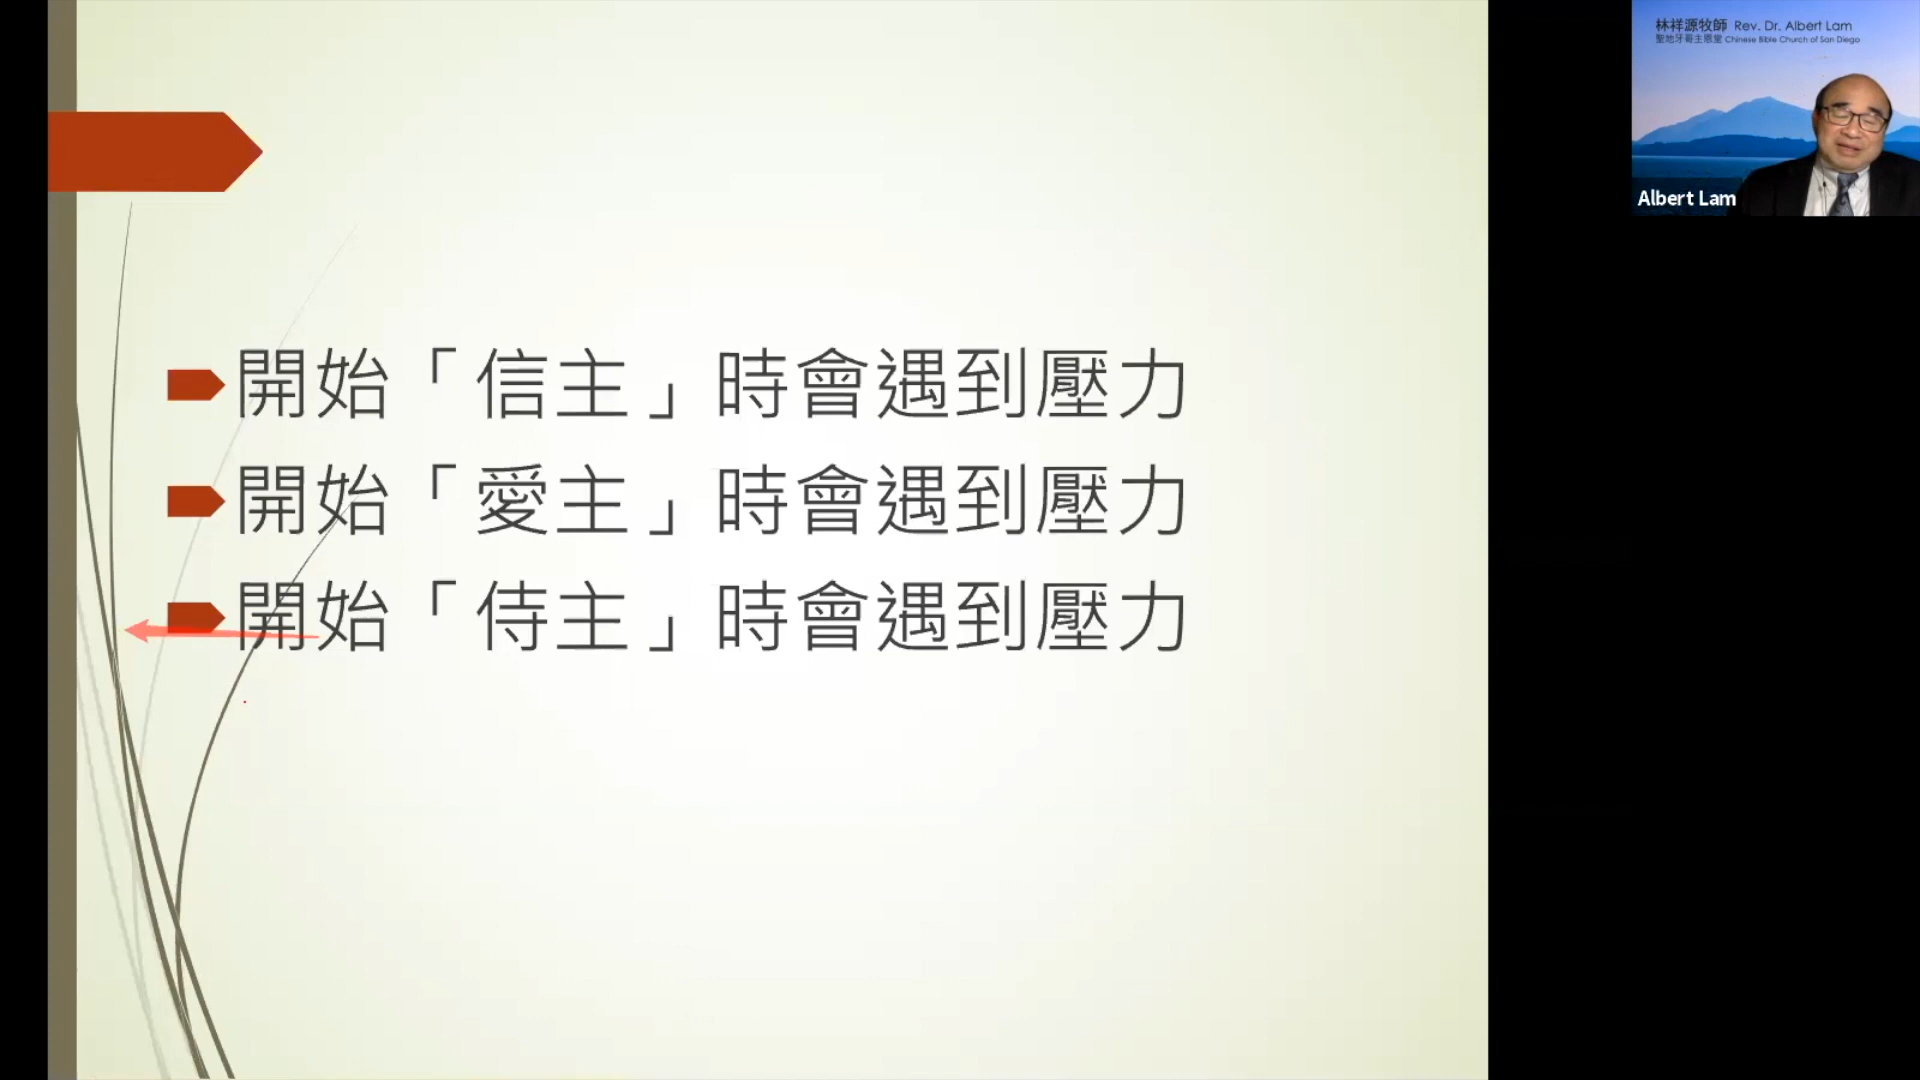 開始「信主」時會遇到壓力
開始「愛主」時會遇到壓力
開始「侍主」時會遇到壓力
林祥源牧師 Rev. Dr. Albert Lam
聖地牙哥主恩堂 Chinese Bible Church of San Diego
Albert Lam